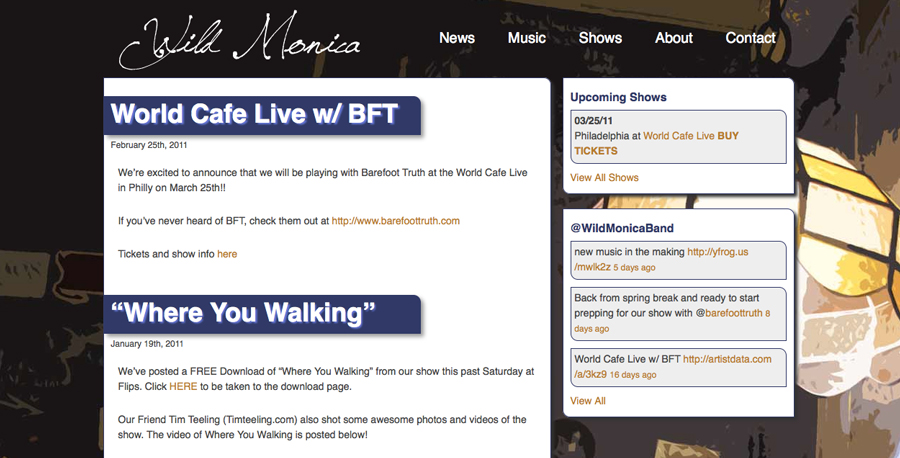 Wild Monica
News Music Shows About Contact
World Cafe Live w/ BFT
February 25th, 2011
We're excited to announce that we will be playing with Barefoot Truth at the World Cafe Live
in Philly on March 25th!!
If you've never heard of BFT, check them out at http://www.barefoottruth.com
Tickets and show info here
“Where You Walking”
January 19th, 2011
We've posted a FREE Download of “Where You Walking” from our show this past Saturday at
Flips. Click HERE to be taken to the download page.
Our Friend Tim Teeling (Timteeling.com) also shot some awesome photos and videos of the
show. The video of Where You Walking is posted below!
Upcoming Shows
03/25/11
Philadelphia at World Cafe Live BUY
TICKETS
View All Shows
@WildMonicaBand
new music in the making http://yfrog.us
/mwlk2z 5 days ago
Back from spring break and ready to start
prepping for our show with @barefoottruth 8
days ago
World Cafe Live w/ BFT http://artistdata.com
/a/3kz9 16 days ago
View All